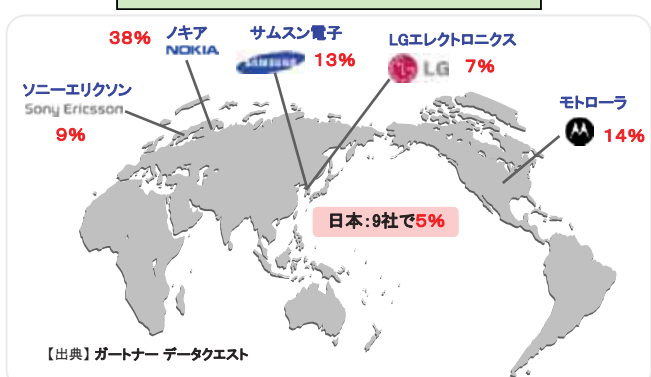 38%
ノキア
NOKIA
サムスン電子
SAMSUNG
13%
LGエレクトロニクス
LG
7%
ソニーエリクソン
Sony Ericsson
9%
モトローラ
14%
日本:9社で5%
【出典】ガートナー データクエスト